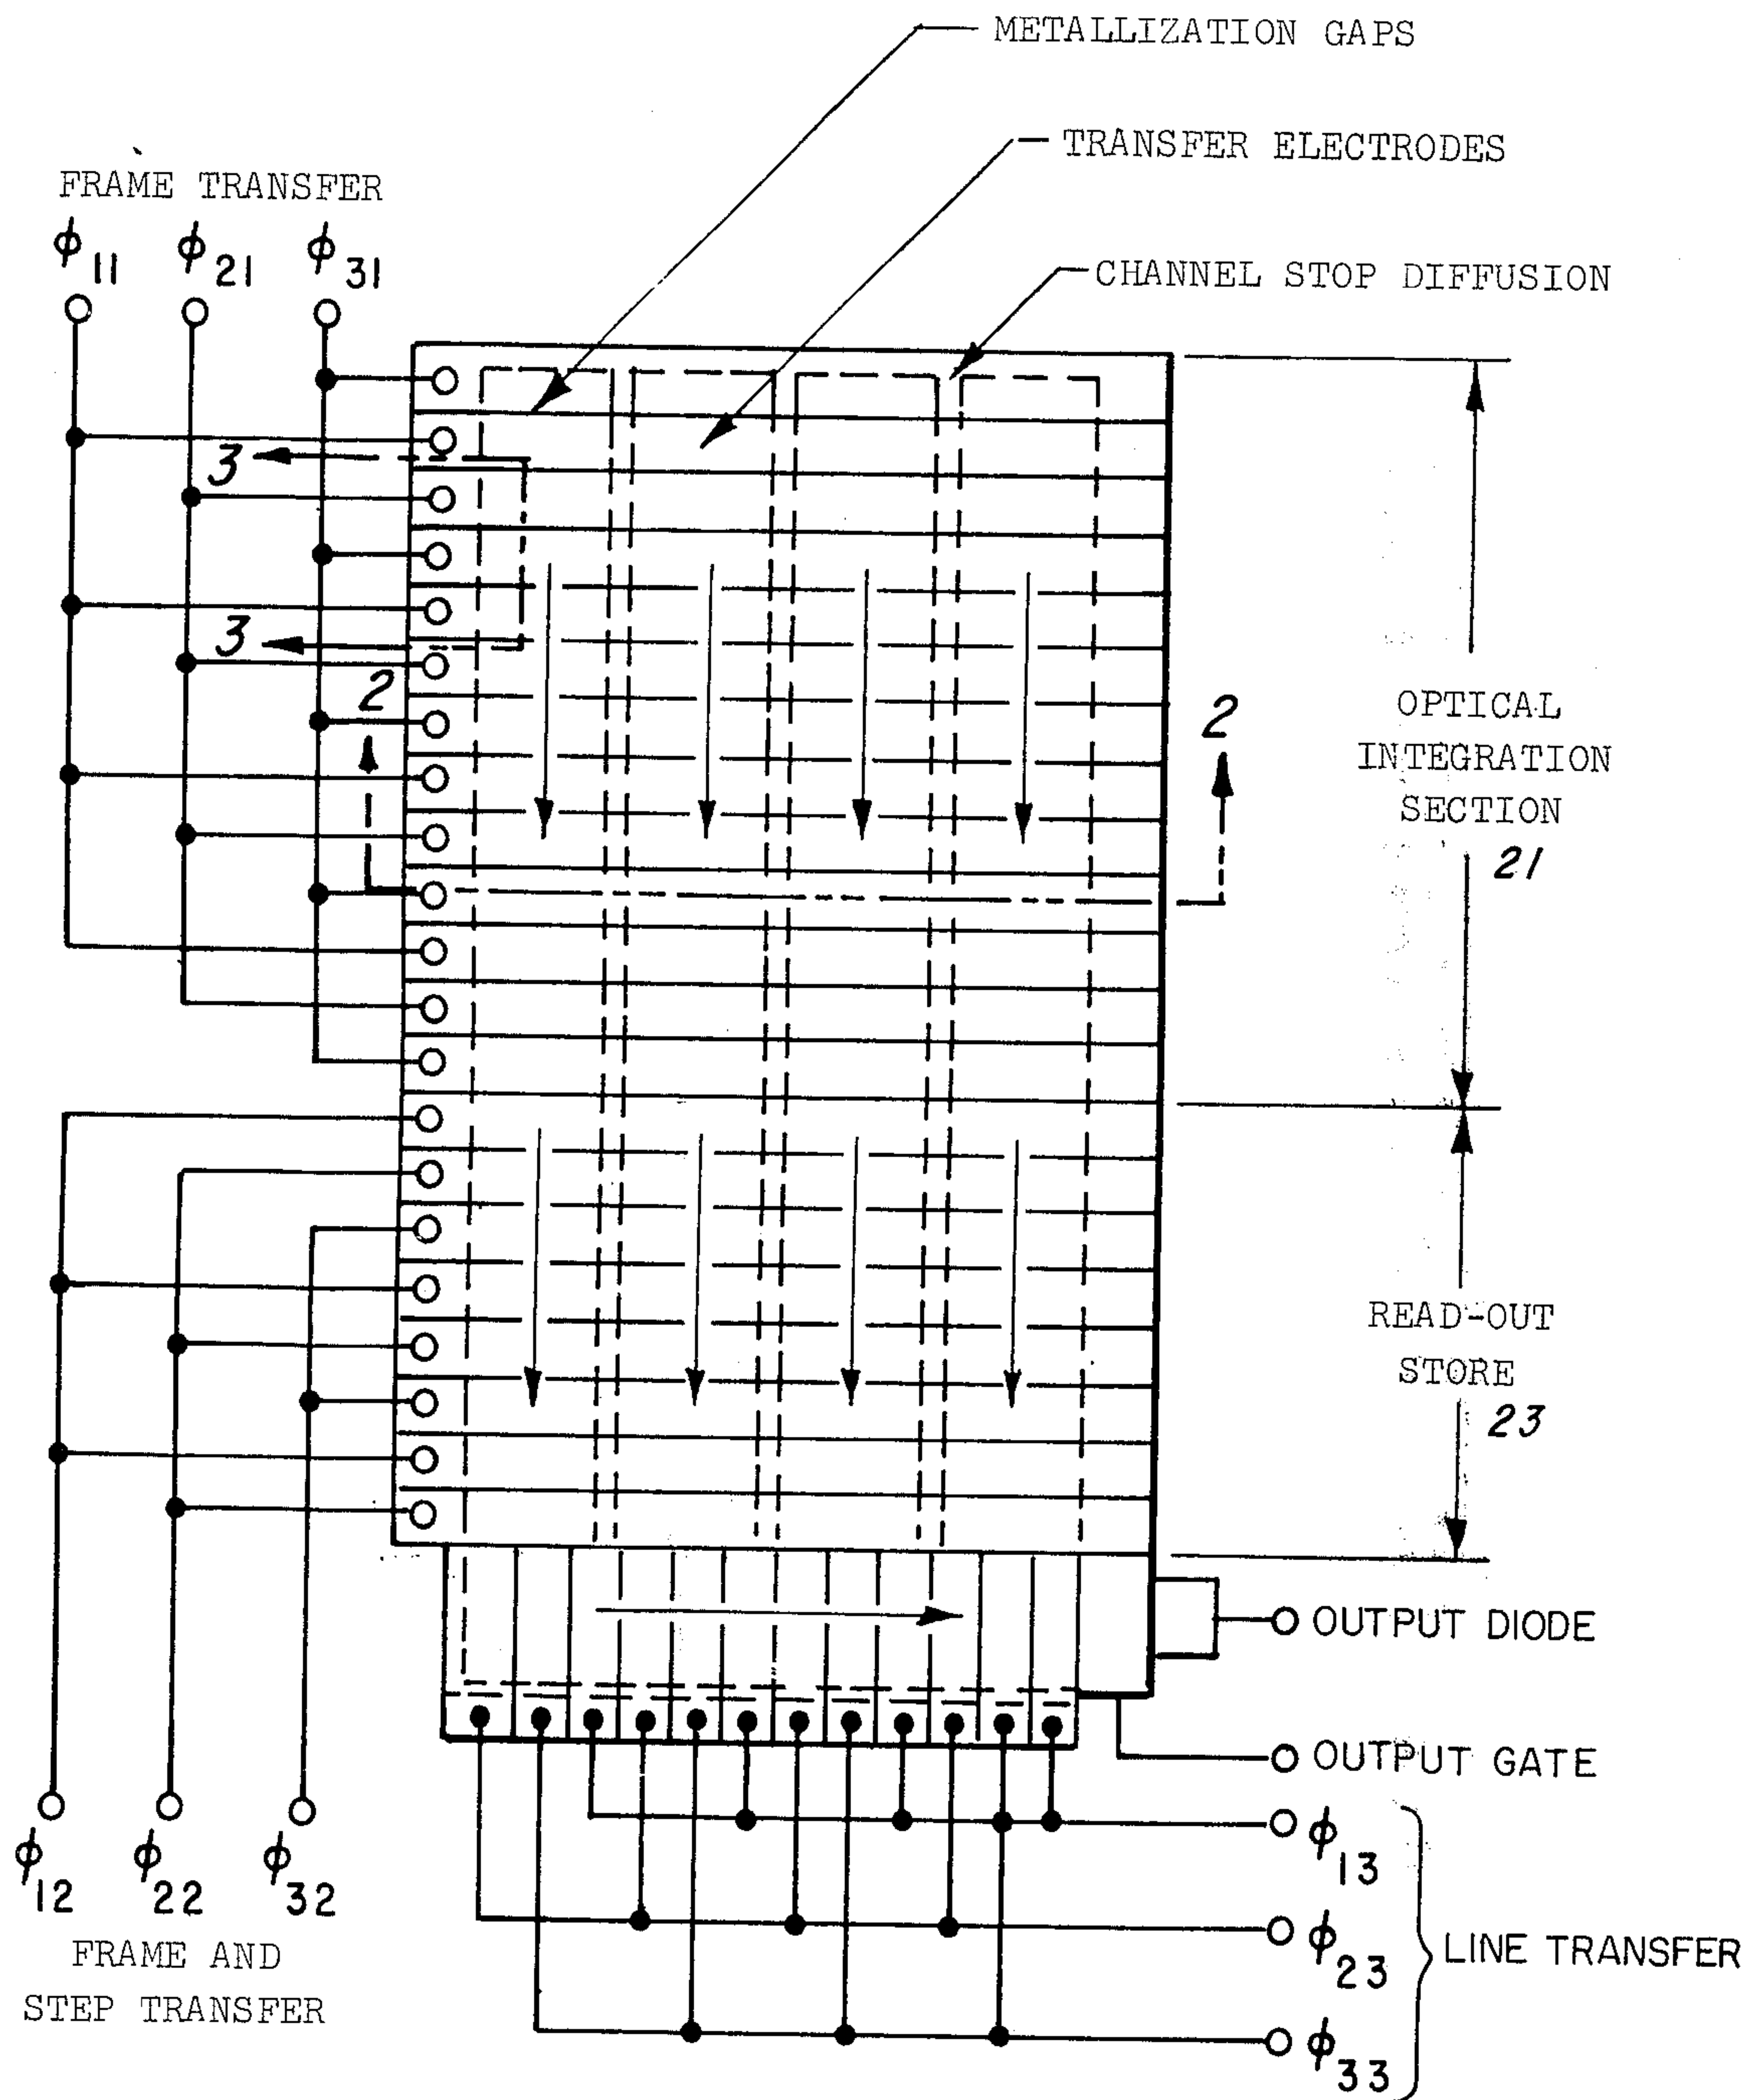 METALLIZATION GAPS
TRANSFER ELECTRODES
FRAME TRANSFER
ϕ11 ϕ21 ϕ31
CHANNEL STOP DIFFUSION
3
3
2
2
OPTICAL
INTEGRATION
SECTION
21
READ-OUT
STORE
23
OUTPUT DIODE
OUTPUT GATE
ϕ13
ϕ12 ϕ22 ϕ32
ϕ23
LINE TRANSFER
FRAME AND
STEP TRANSFER
ϕ33